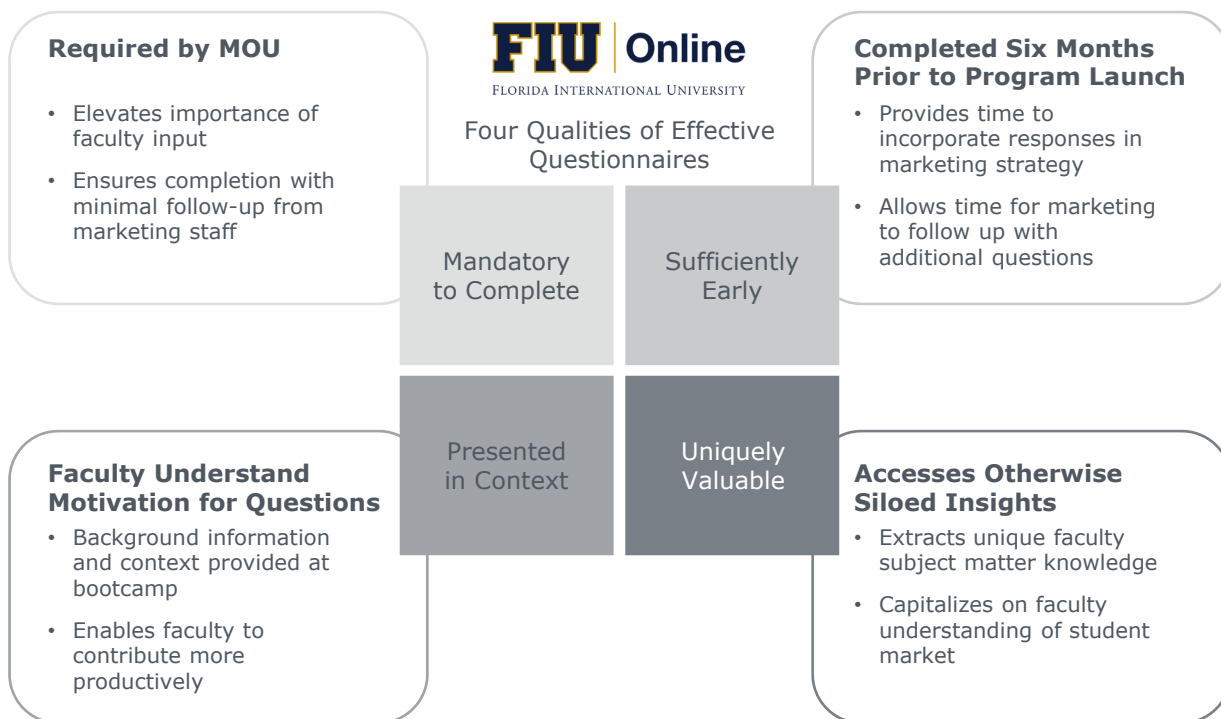 Required by MOU
• Elevates importance of
faculty input
• Ensures completion with
minimal follow-up from
marketing staff
FIU Online
FLORIDA INTERNATIONAL UNIVERSITY
Four Qualities of Effective
Questionnaires
Completed Six Months
Prior to Program Launch
• Provides time to
incorporate responses in
marketing strategy
• Allows time for marketing
to follow up with
additional questions
Mandatory
to Complete
Sufficiently
Early
Presented
in Context
Uniquely
Valuable
Faculty Understand
Motivation for Questions
• Background information
and context provided at
bootcamp
• Enables faculty to
contribute more
productively
Accesses Otherwise
Siloed Insights
• Extracts unique faculty
subject matter knowledge
• Capitalizes on faculty
understanding of student
market